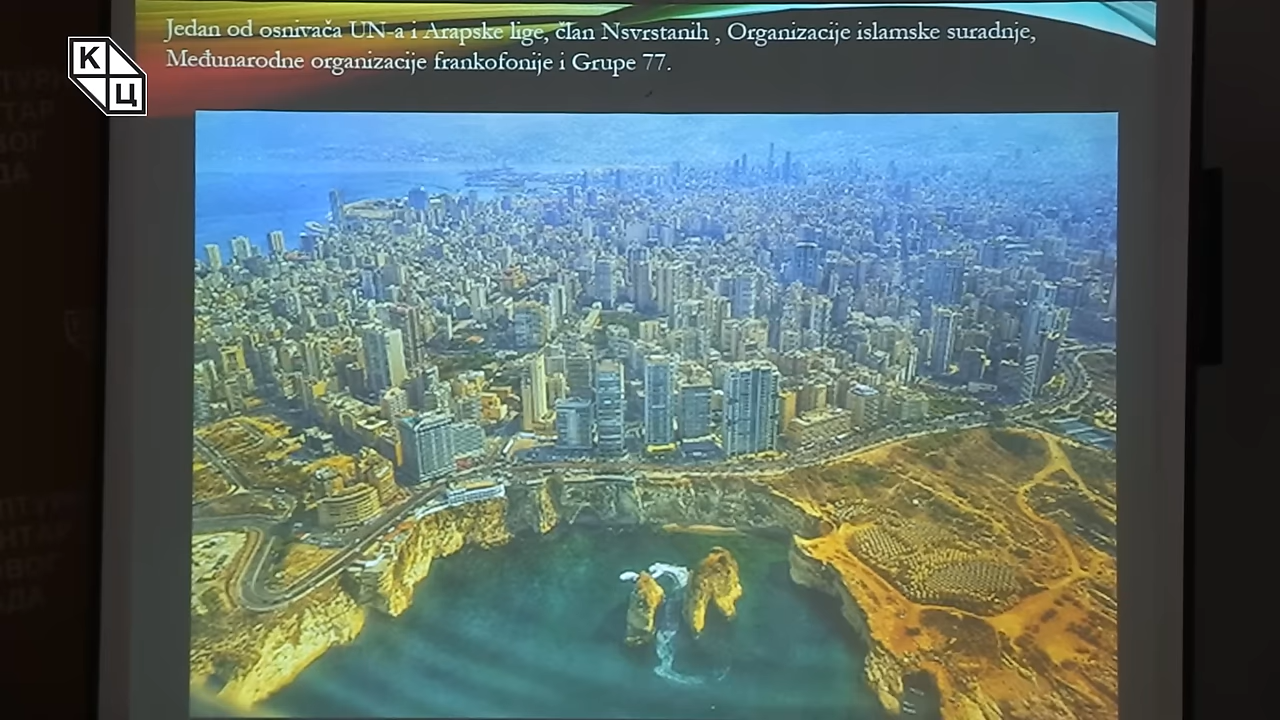 Jedan od osnivača UN-a i Arapske lige, član Nsvrstanih , Organizacije islamske suradnje,
Međunarodne organizacije frankofonije i Grupe 77.
К
Ц